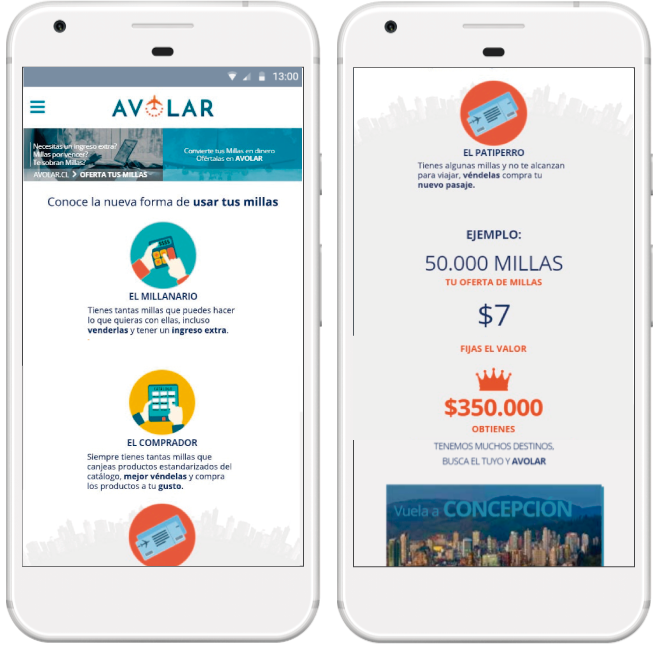 13:00
AVOLAR
Necesitas un ingreso extra?
Millas por vencer?
Te sobran Millas?
AVOLAR.CL > OFERTA TUS MILLAS
Convierte tus Millas en dinero
Ofértalas en AVOLAR
Conoce la nueva forma de usar tus millas
EL MILLANARIO
Tienes tantas millas que puedes hacer
lo que quieras con ellas, incluso
venderlas y tener un ingreso extra.
EL COMPRADOR
Siempre tienes tantas millas que
canjeas productos estandarizados del
catálogo, mejor véndelas y compra
los productos a tu gusto.
EL PATIPERRO
Tienes algunas millas y no te alcanzan
para viajar, véndelas compra tu
nuevo pasaje.
EJEMPLO:
50.000 MILLAS
TU OFERTA DE MILLAS
$7
FIJAS EL VALOR
$350.000
OBTIENES
TENEMOS MUCHOS DESTINOS,
BUSCA EL TUYO Y AVOLAR
Vuela a CONCEPCIÓN